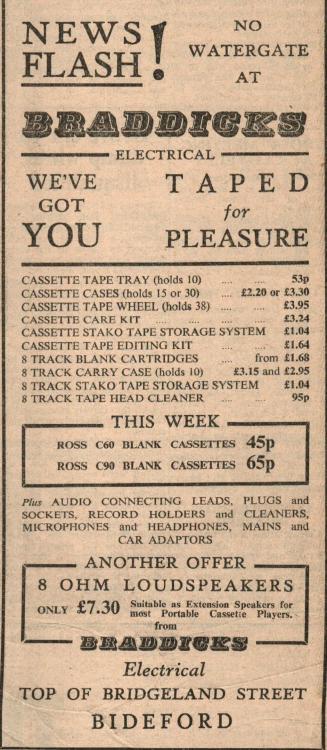 NEWS FLASH!
NO
WATERGATE
AT
BRADDICKS
ELECTRICAL
WE'VE
GOT
YOU
TAPED
for
PLEASURE
CASSETTE TAPE TRAY (holds 10) .... .... 53p
CASSETTE CASES (holds 15 or 30) .... £2.20 or £3.30
CASSETTE TAPE WHEEL (holds 38) .... £3.95
CASSETTE CARE KIT .... .... .... £3.24
CASSETTE STAKO TAPE STORAGE SYSTEM £1.04
CASSETTE TAPE EDITING KIT .... .... £1.64
8 TRACK BLANK CARTRIDGES .... from £1.68
8 TRACK CARRY CASE (holds 10) £3.15 and £2.95
8 TRACK STAKO TAPE STORAGE SYSTEM £1.04
8 TRACK TAPE HEAD CLEANER .... .... 95p
THIS WEEK
ROSS C60 BLANK CASSETTES 45p
ROSS C90 BLANK CASSETTES 65p
Plus AUDIO CONNECTING LEADS, PLUGS and
SOCKETS, RECORD HOLDERS and CLEANERS,
MICROPHONES and HEADPHONES, MAINS and
CAR ADAPTORS
ANOTHER OFFER
8 OHM LOUDSPEAKERS
ONLY £7.30 Suitable as Extension Speakers for
most Portable Cassette Players.
from
BRADDICKS
Electrical
TOP OF BRIDGELAND STREET
BIDEFORD